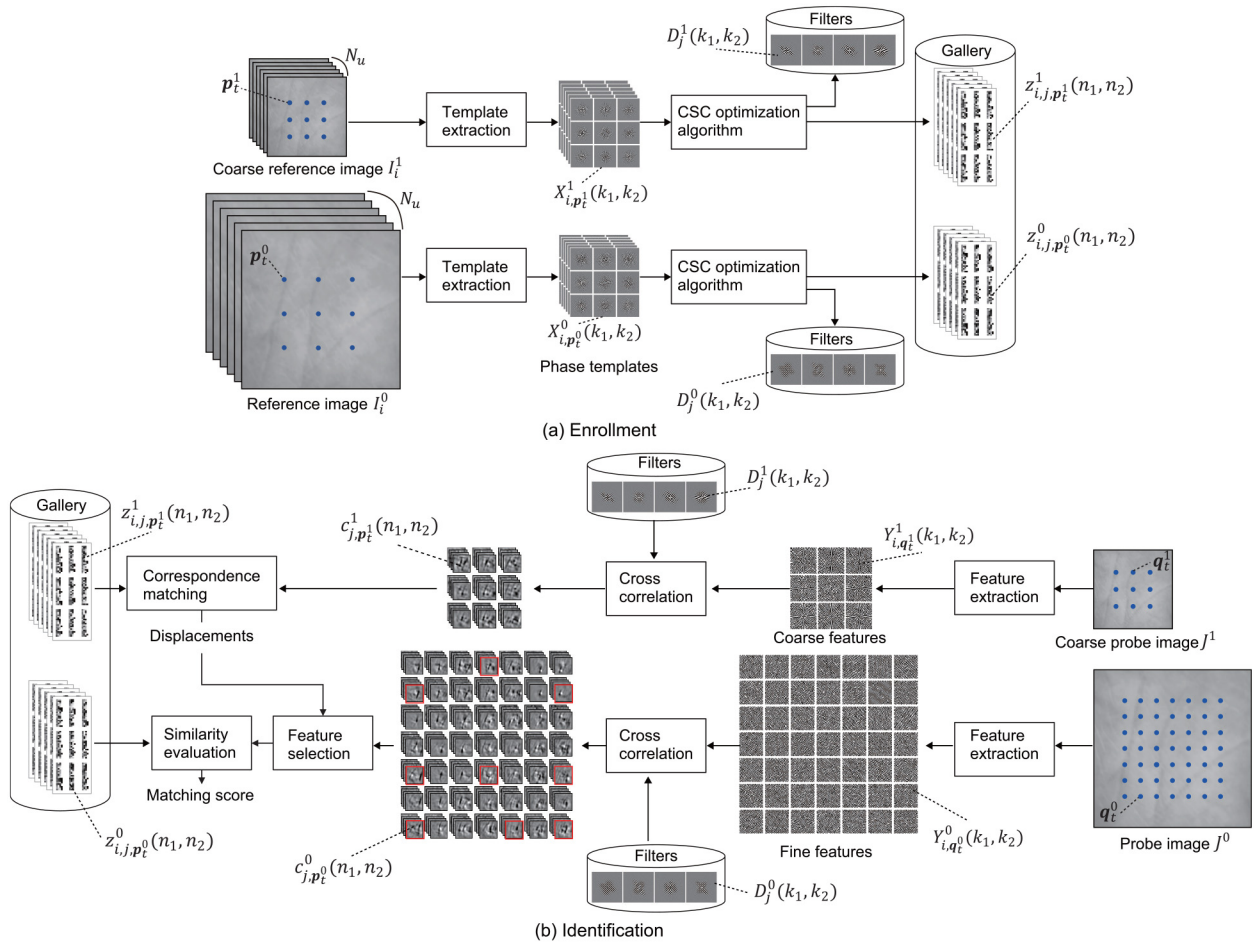 Filters
D_j^1(k_1, k_2)
Gallery
N_u
p_t^1
z_{i,j,p_t^1}^1(n_1, n_2)
Template
extraction
CSC optimization
algorithm
Coarse reference image I_i^1
X_{i,p_t^1}^1(k_1, k_2)
N_u
z_{i,j,p_t^0}^0(n_1, n_2)
p_t^0
Template
extraction
CSC optimization
algorithm
X_{i,p_t^0}^0(k_1, k_2)
Filters
Phase templates
D_j^0(k_1, k_2)
Reference image I_i^0
(a) Enrollment
Filters
D_j^1(k_1, k_2)
Gallery
z_{i,j,p_t^1}^1(n_1, n_2)
c_{j,p_t^1}^1(n_1, n_2)
Y_{i,q_t^1}^1(k_1, k_2)
q_t^1
Correspondence
matching
Cross
correlation
Feature
extraction
Displacements
Coarse features
Coarse probe image J^1
Similarity
evaluation
Feature
selection
Cross
correlation
Feature
extraction
Matching score
q_t^0
z_{i,j,p_t^0}^0(n_1, n_2)
c_{j,p_t^0}^0(n_1, n_2)
Filters
Fine features
Y_{i,q_t^0}^0(k_1, k_2)
Probe image J^0
D_j^0(k_1, k_2)
(b) Identification